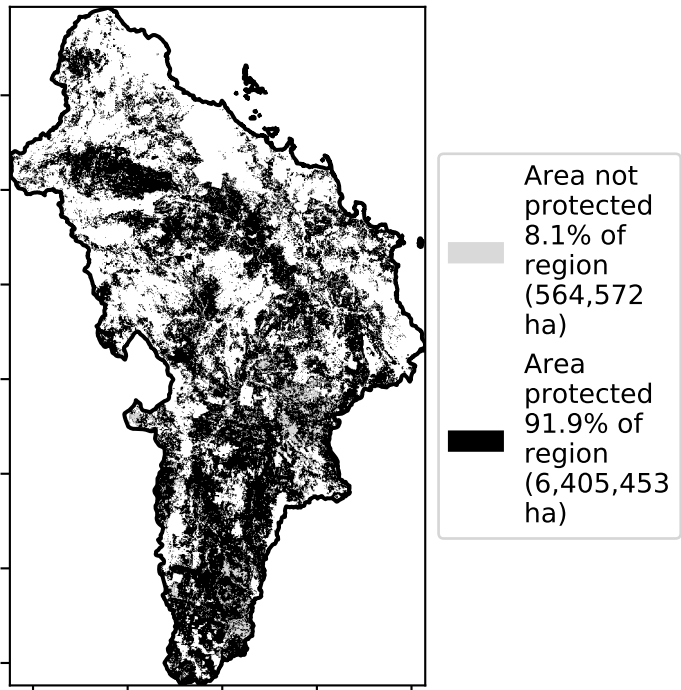 Area not
protected
8.1% of
region
(564,572
ha)
Area
protected
91.9% of
region
(6,405,453
ha)